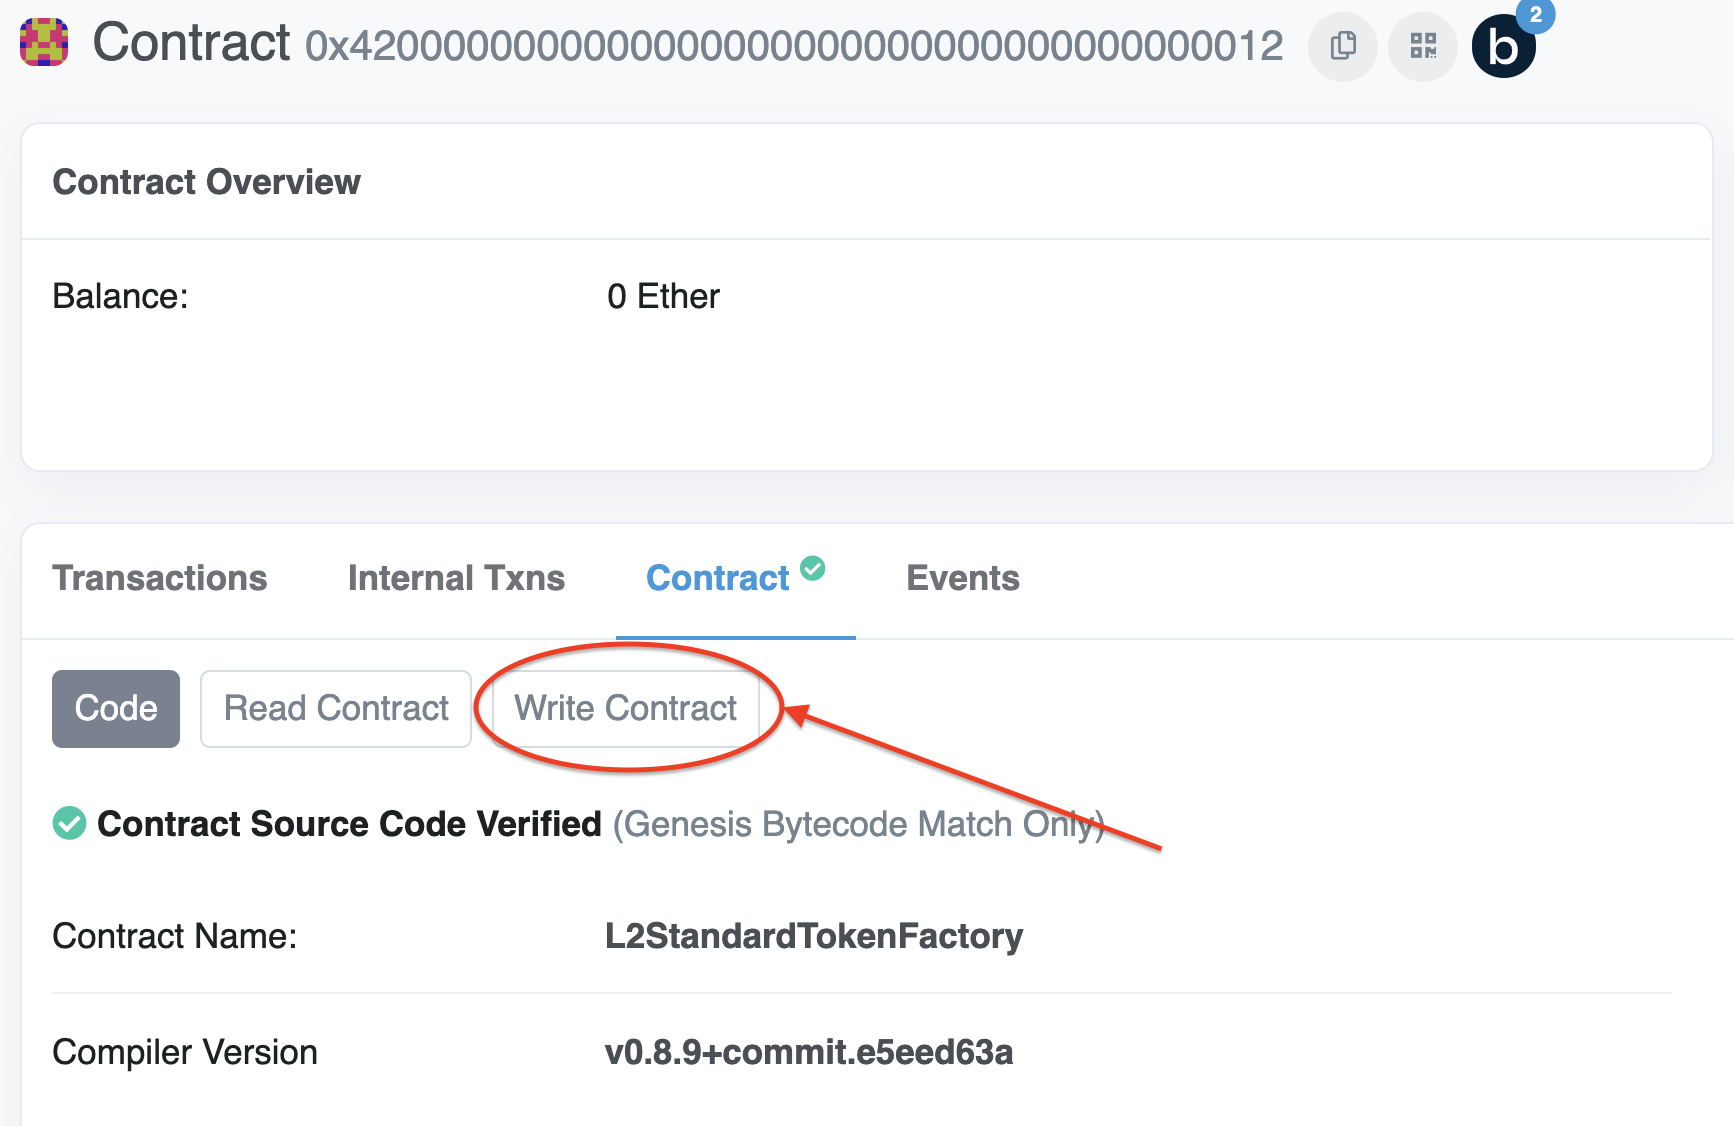 Contract 0x4200000000000000000000000000000000000012 b 2
Contract Overview
Balance: 0 Ether
Transactions Internal Txns Contract Events
Code Read Contract Write Contract
Contract Source Code Verified (Genesis Bytecode Match Only)
Contract Name: L2StandardTokenFactory
Compiler Version v0.8.9+commit.e5eed63a